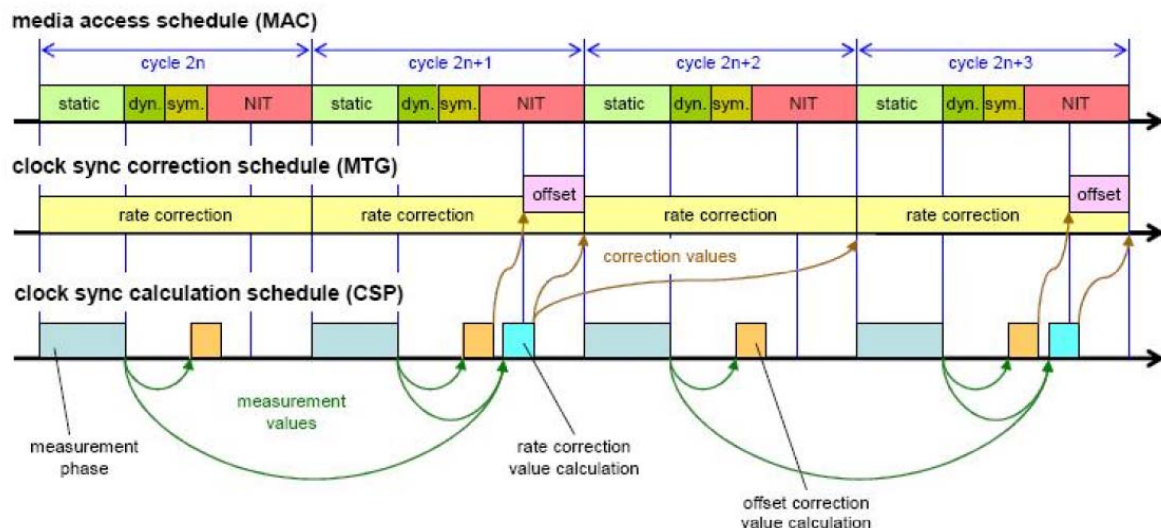 media access schedule (MAC)
cycle 2n
cycle 2n+1
cycle 2n+2
cycle 2n+3
static
dyn.
sym.
NIT
static
dyn.
sym.
NIT
static
dyn.
sym.
NIT
static
dyn.
sym.
NIT
clock sync correction schedule (MTG)
offset
offset
rate correction
rate correction
rate correction
rate correction
correction values
clock sync calculation schedule (CSP)
measurement
values
measurement
phase
rate correction
value calculation
offset correction
value calculation